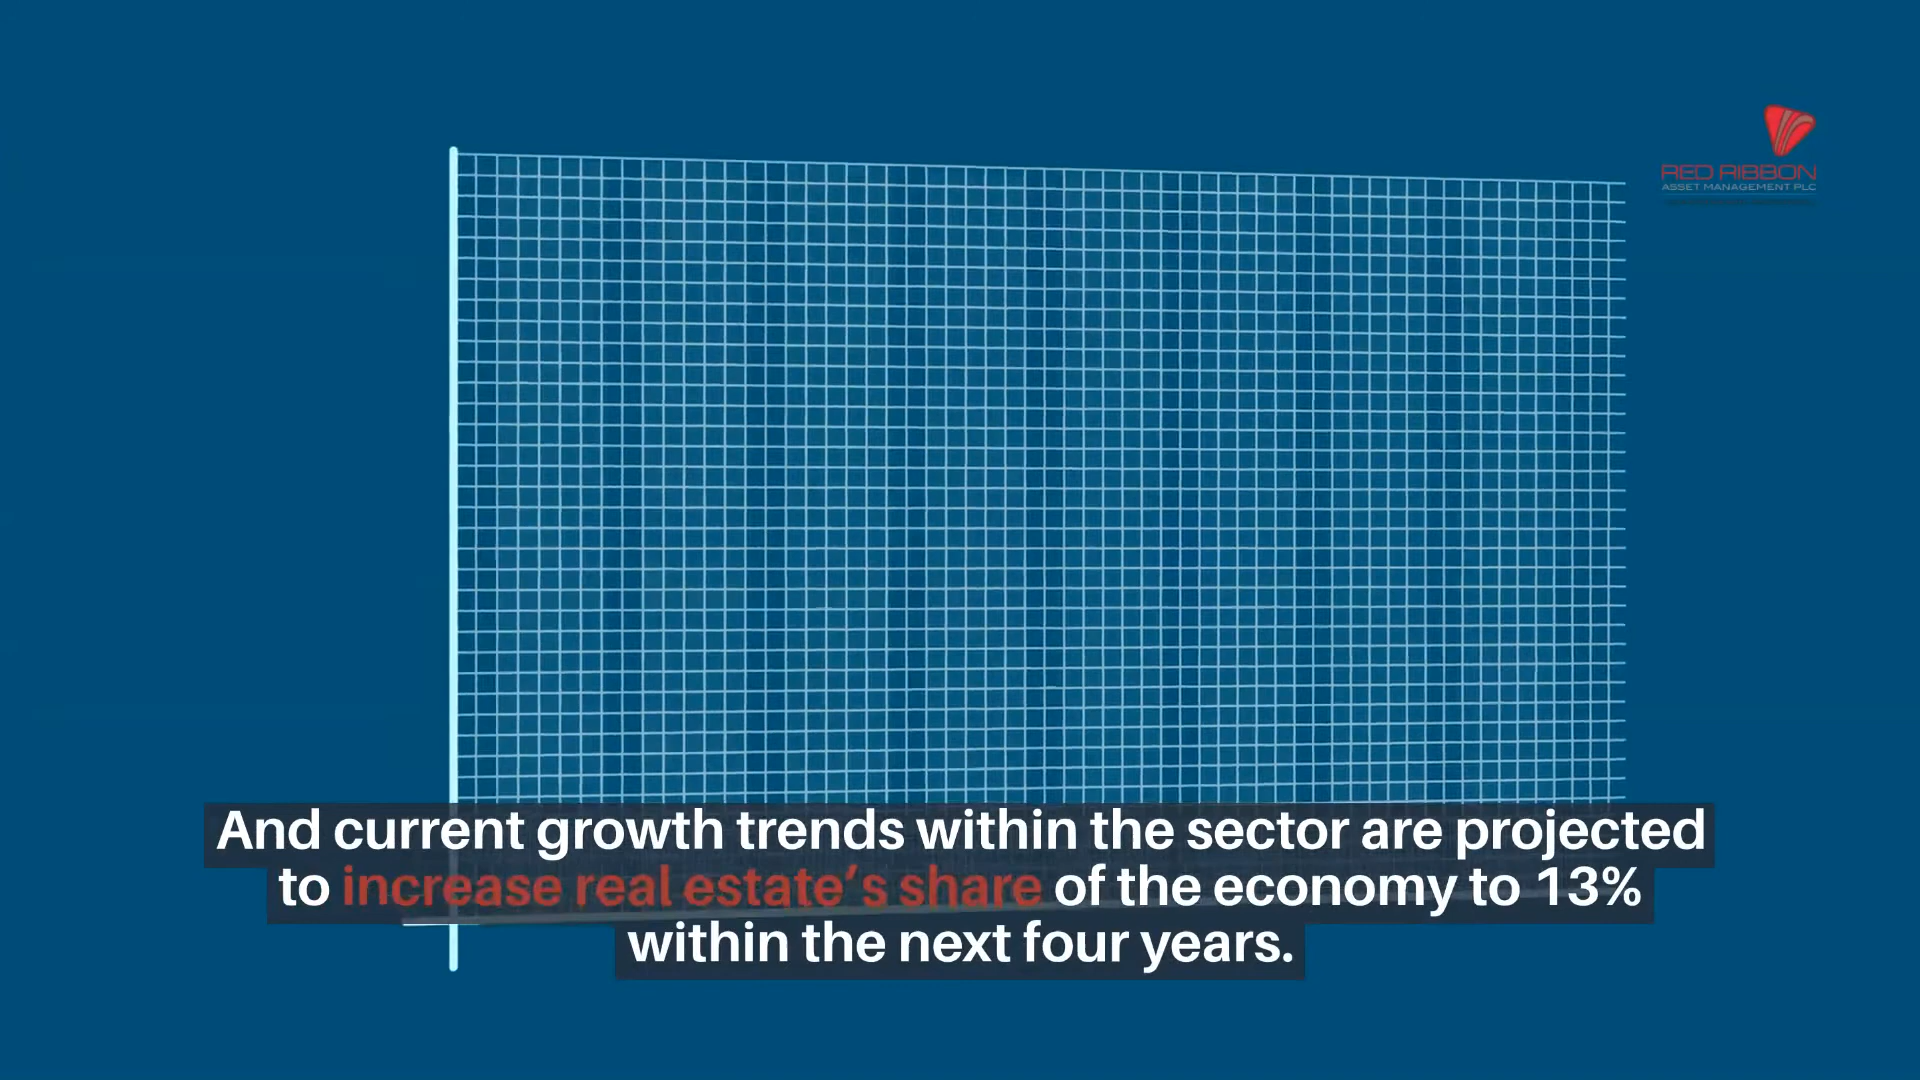 RED RIBBON
ASSET MANAGEMENT PLC
And current growth trends within the sector are projected
to increase real estate’s share of the economy to 13%
within the next four years.